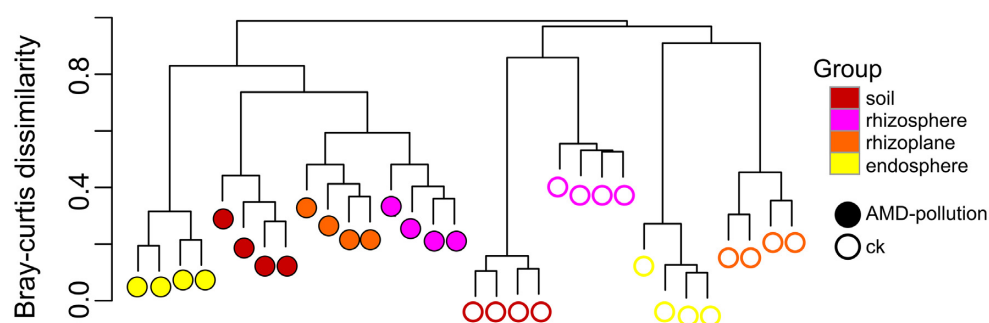 Bray-curtis dissimilarity
0.8
0.4
0.0
Group
soil
rhizosphere
rhizoplane
endosphere
AMD-pollution
ck